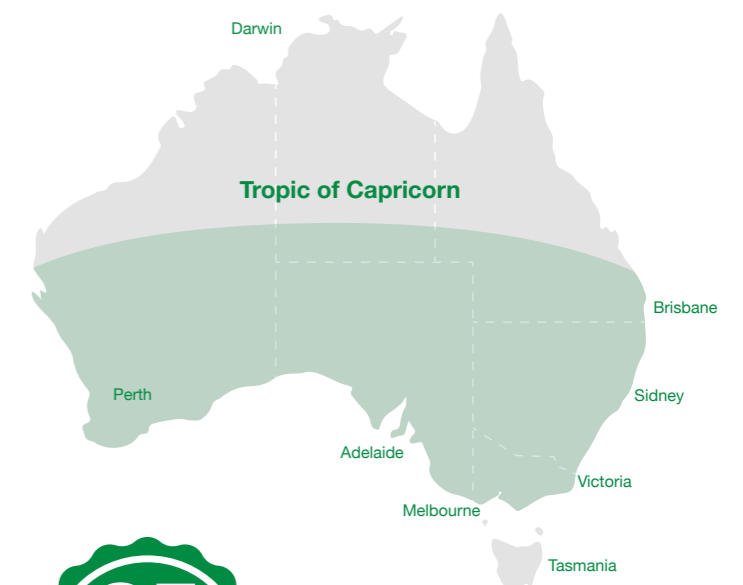 Darwin
Tropic of Capricorn
Brisbane
Perth
Sidney
Adelaide
Victoria
Melbourne
Tasmania